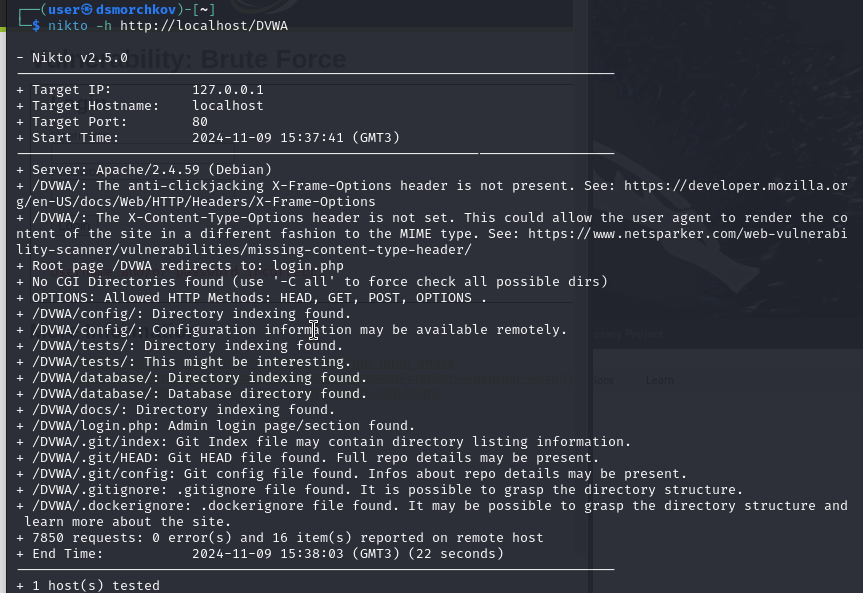 ┌──(user㉿dsmorchkov)-[~]
└─$ nikto -h http://localhost/DVWA
- Nikto v2.5.0
Vulnerability: Brute Force
+ Target IP:          127.0.0.1
+ Target Hostname:    localhost
+ Target Port:        80
+ Start Time:         2024-11-09 15:37:41 (GMT3)
+ Server: Apache/2.4.59 (Debian)
+ /DVWA/: The anti-clickjacking X-Frame-Options header is not present. See: https://developer.mozilla.or
g/en-US/docs/Web/HTTP/Headers/X-Frame-Options
+ /DVWA/: The X-Content-Type-Options header is not set. This could allow the user agent to render the co
ntent of the site in a different fashion to the MIME type. See: https://www.netsparker.com/web-vulnerabi
lity-scanner/vulnerabilities/missing-content-type-header/
+ Root page /DVWA redirects to: login.php
+ No CGI Directories found (use '-C all' to force check all possible dirs)
+ OPTIONS: Allowed HTTP Methods: HEAD, GET, POST, OPTIONS .
+ /DVWA/config/: Directory indexing found.
+ /DVWA/config/: Configuration information may be available remotely.
+ /DVWA/tests/: Directory indexing found.
+ /DVWA/tests/: This might be interesting.
+ /DVWA/database/: Directory indexing found.
+ /DVWA/database/: Database directory found.
+ /DVWA/docs/: Directory indexing found.
+ /DVWA/login.php: Admin login page/section found.
+ /DVWA/.git/index: Git Index file may contain directory listing information.
+ /DVWA/.git/HEAD: Git HEAD file found. Full repo details may be present.
+ /DVWA/.git/config: Git config file found. Infos about repo details may be present.
+ /DVWA/.gitignore: .gitignore file found. It is possible to grasp the directory structure.
+ /DVWA/.dockerignore: .dockerignore file found. It may be possible to grasp the directory structure and
 learn more about the site.
+ 7850 requests: 0 error(s) and 16 item(s) reported on remote host
+ End Time:           2024-11-09 15:38:03 (GMT3) (22 seconds)
+ 1 host(s) tested
Project
Learn